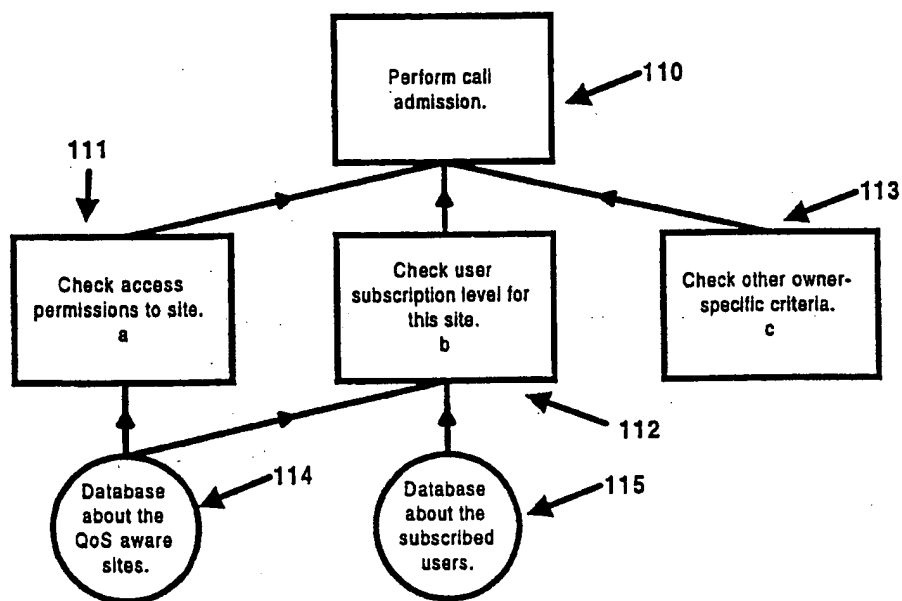 Perform call
admission.
110
111
113
Check access
permissions to site.
a
Check user
subscription level for
this site.
b
Check other owner-
specific criteria.
c
112
114
115
Database
about the
QoS aware
sites.
Database
about the
subscribed
users.